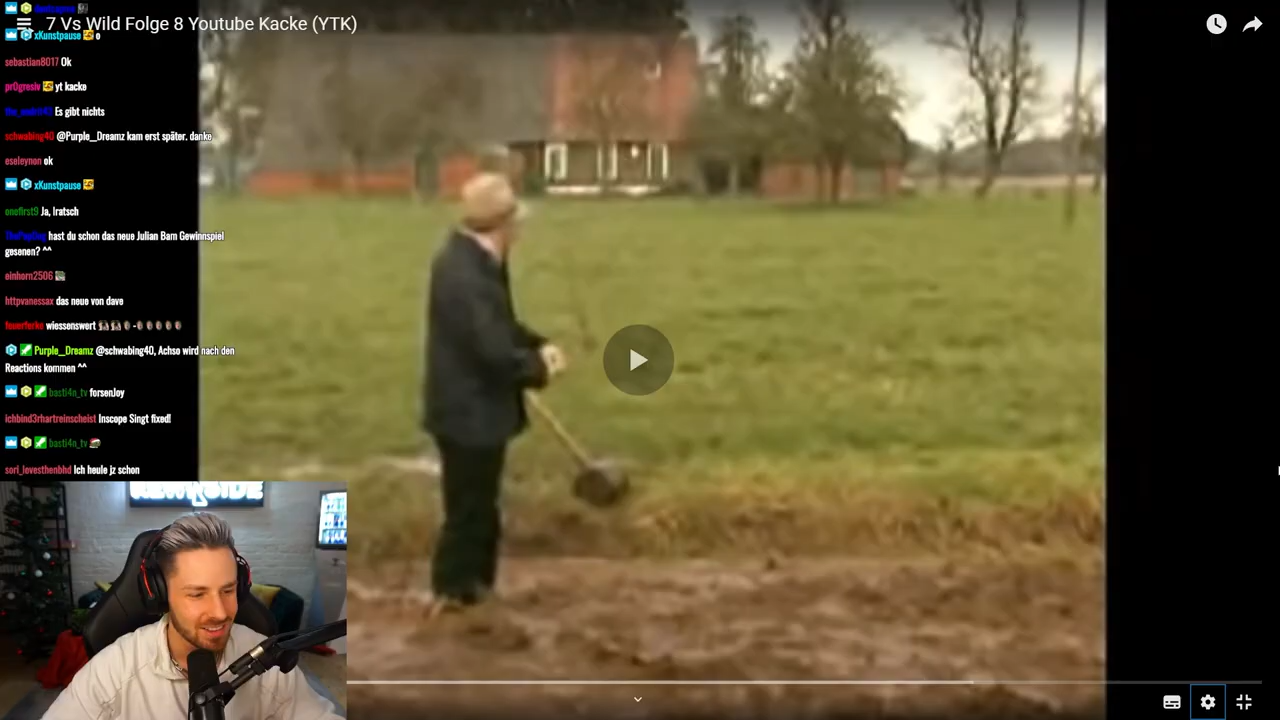 7 Vs Wild Folge 8 Youtube Kacke (YTK)
xKunstpause e
sebastian8017 Ok
pr0gresiv yt kacke
Es gibt nichts
schwabing40 @Purple__Dreamz kam erst später. danke
eseleynon ok
xKunstpause
onefirst9 Ja, Iratsch
hast du schon das neue Julian Bam Gewinnspiel
gesehen? ^^
einhorn2506
httpvanessax das neue von dave
feuerferke wiessenswert
Purple__Dreamz @schwabing40, Achso wird nach den
Reactions kommen ^^
basti4n_tv forsenJoy
ichbind3rhartreinscheist Inscope Singt fixed!
basti4n_tv
sori_lovesthenbhd Ich heule jz schon